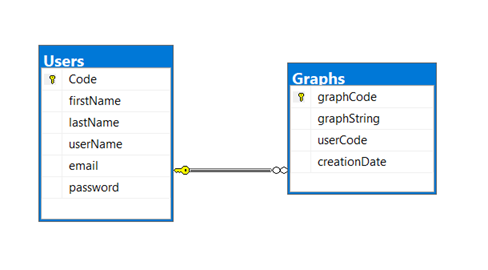 Users
Code
firstName
lastName
userName
email
password
Graphs
graphCode
graphString
userCode
creationDate